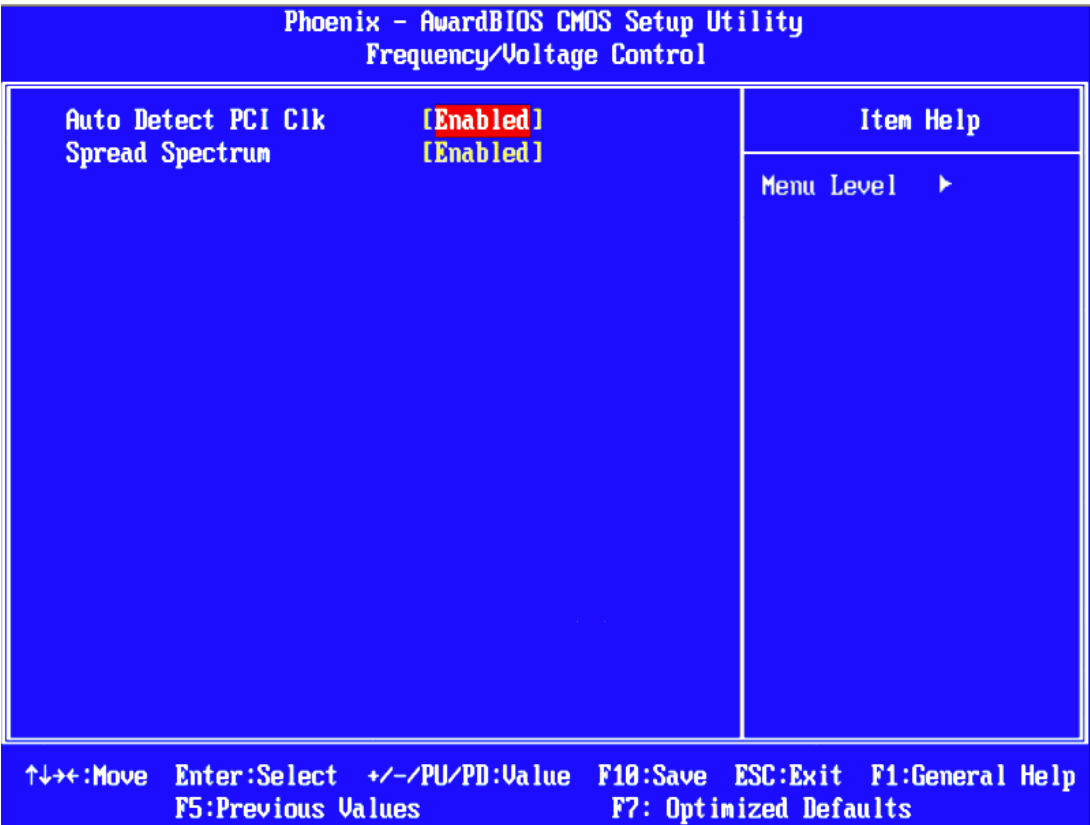 Phoenix - AwardBIOS CMOS Setup Utility
Frequency/Voltage Control
Auto Detect PCI Clk [Enabled]
Spread Spectrum [Enabled]
Item Help
Menu Level ►
↑↓→←:Move Enter:Select +/-/PU/PD:Value F10:Save ESC:Exit F1:General Help
F5:Previous Values F7: Optimized Defaults